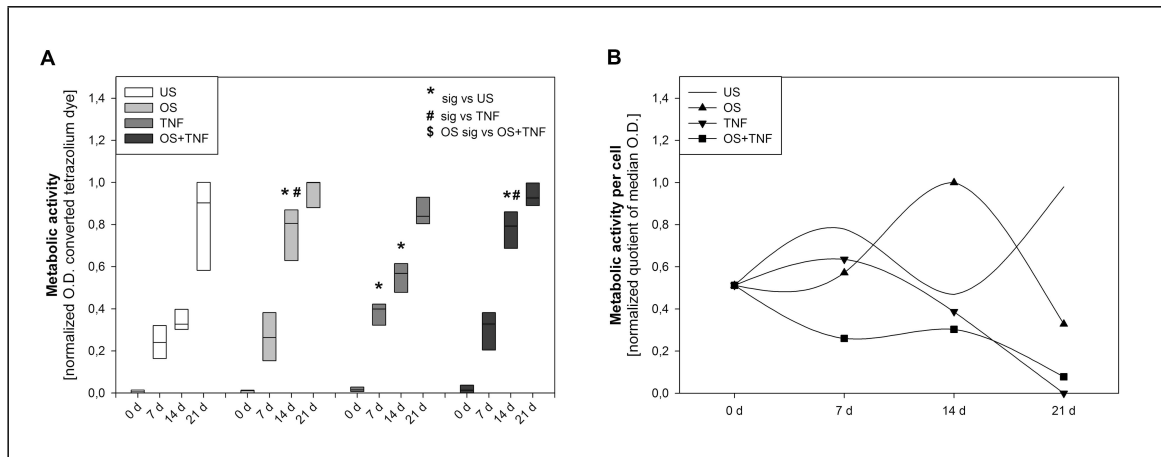 A
Metabolic activity
[normalized O.D. converted tetrazolium dye]
1,4
1,2
1,0
0,8
0,6
0,4
0,2
0,0
US
OS
TNF
OS+TNF
* sig vs US
# sig vs TNF
$ OS sig vs OS+TNF
* #
*
*
*#
0 d 7 d 14 d 21 d 0 d 7 d 14 d 21 d 0 d 7 d 14 d 21 d 0 d 7 d 14 d 21 d
B
Metabolic activity per cell
[normalized quotient of median O.D.]
1,4
1,2
1,0
0,8
0,6
0,4
0,2
0,0
US
OS
TNF
OS+TNF
0 d 7 d 14 d 21 d